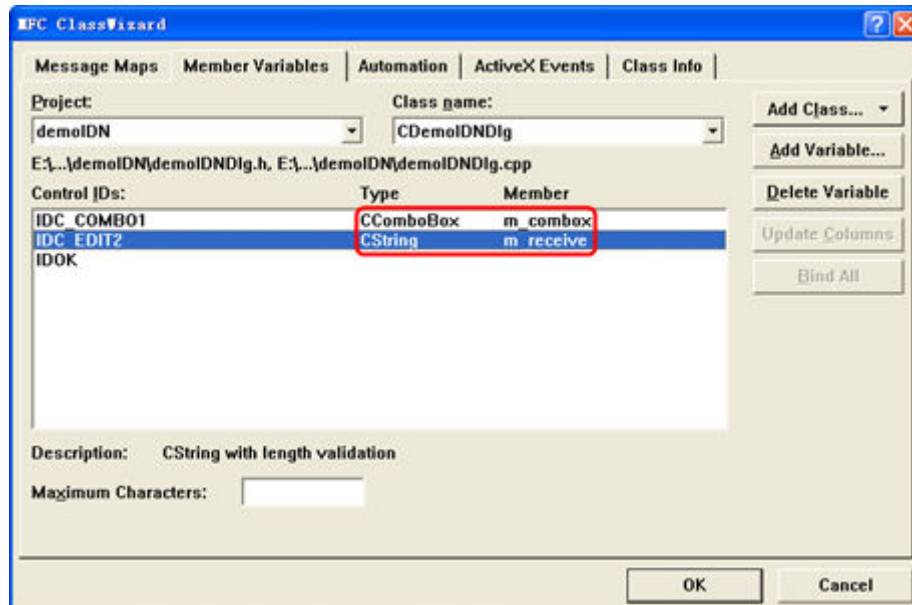 MFC ClassWizard
Message Maps Member Variables Automation ActiveX Events Class Info
Project: Class name:
demoIDN CDemoIDNDlg
Add Class...
E:\...\demoIDN\demoIDNDlg.h, E:\...\demoIDN\demoIDNDlg.cpp
Add Variable...
Control IDs: Type Member
Delete Variable
IDC_COMBO1 CComboBox m_combox
IDC_EDIT2 CString m_receive
Update Columns
IDOK
Bind All
Description: CString with length validation
Maximum Characters:
OK Cancel